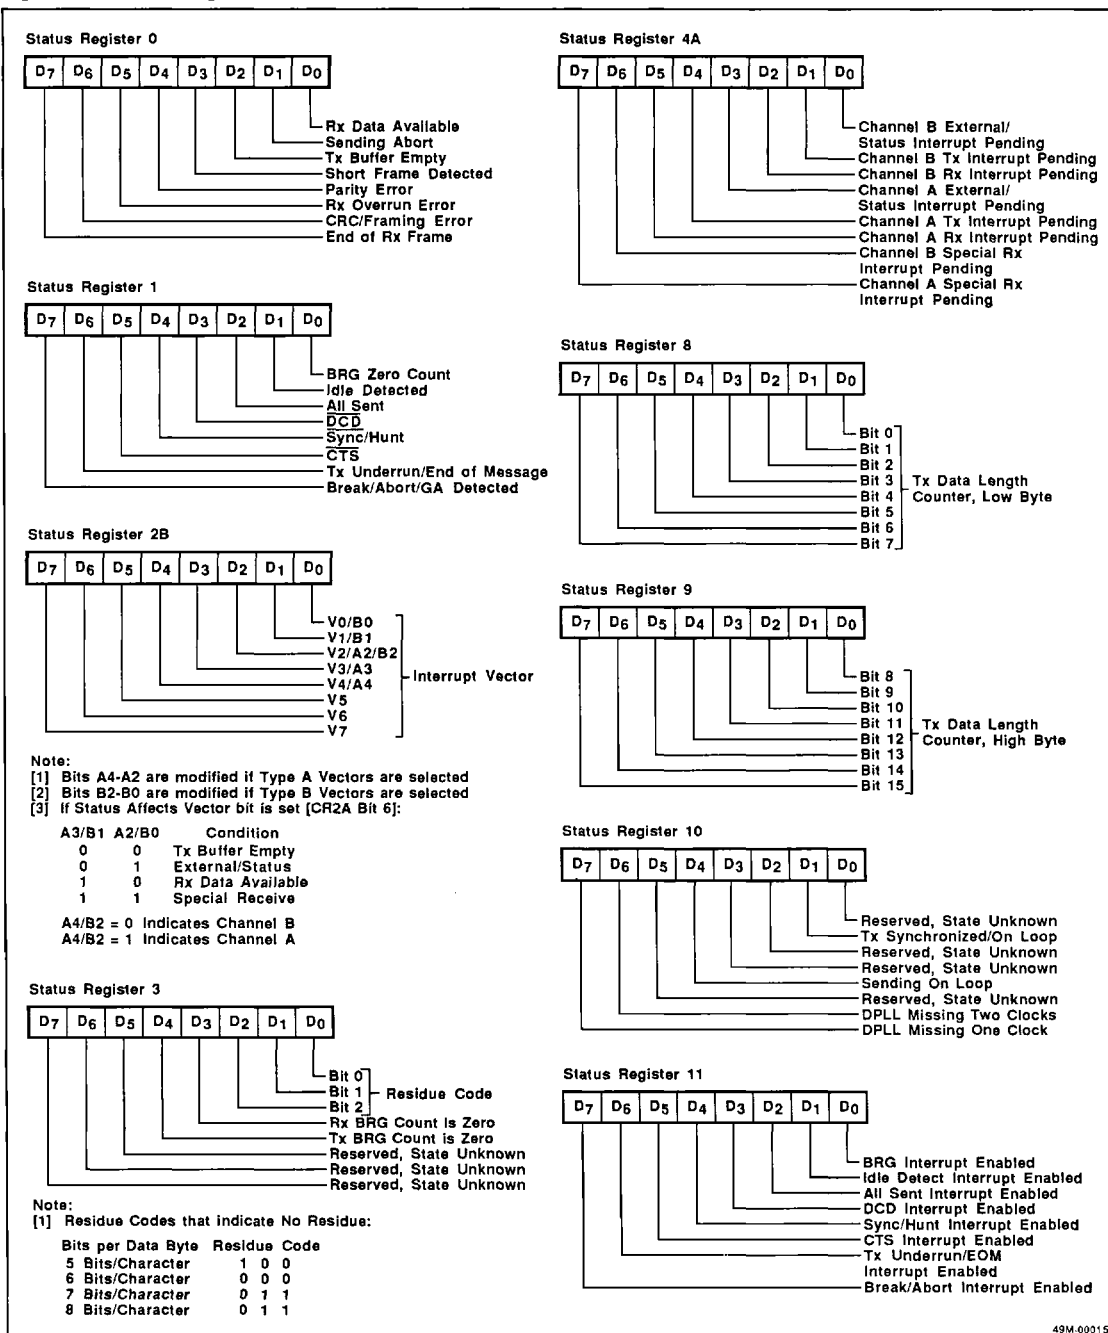 Status Register 0
D7 D6 D5 D4 D3 D2 D1 D0
Rx Data Available
Sending Abort
Tx Buffer Empty
Short Frame Detected
Parity Error
Rx Overrun Error
CRC/Framing Error
End of Rx Frame
Status Register 1
D7 D6 D5 D4 D3 D2 D1 D0
BRG Zero Count
Idle Detected
All Sent
DCD
Sync/Hunt
CTS
Tx Underrun/End of Message
Break/Abort/GA Detected
Status Register 2B
D7 D6 D5 D4 D3 D2 D1 D0
V0/B0
V1/B1
V2/A2/B2
V3/A3
V4/A4
V5
V6
V7
Interrupt Vector
Note:
[1] Bits A4-A2 are modified if Type A Vectors are selected
[2] Bits B2-B0 are modified if Type B Vectors are selected
[3] If Status Affects Vector bit is set [CR2A Bit 6]:
A3/B1 A2/B0 Condition
0 0 Tx Buffer Empty
0 1 External/Status
1 0 Rx Data Available
1 1 Special Receive
A4/B2 = 0 Indicates Channel B
A4/B2 = 1 Indicates Channel A
Status Register 3
D7 D6 D5 D4 D3 D2 D1 D0
Bit 0
Bit 1
Bit 2
Residue Code
Rx BRG Count Is Zero
Tx BRG Count is Zero
Reserved, State Unknown
Reserved, State Unknown
Reserved, State Unknown
Note:
[1] Residue Codes that indicate No Residue:
Bits per Data Byte Residue Code
5 Bits/Character 1 0 0
6 Bits/Character 0 0 0
7 Bits/Character 0 1 1
8 Bits/Character 0 1 1
Status Register 4A
D7 D6 D5 D4 D3 D2 D1 D0
Channel B External/
Status Interrupt Pending
Channel B Tx Interrupt Pending
Channel B Rx Interrupt Pending
Channel A External/
Status Interrupt Pending
Channel A Tx Interrupt Pending
Channel A Rx Interrupt Pending
Channel B Special Rx
Interrupt Pending
Channel A Special Rx
Interrupt Pending
Status Register 8
D7 D6 D5 D4 D3 D2 D1 D0
Bit 0
Bit 1
Bit 2
Bit 3
Bit 4
Bit 5
Bit 6
Bit 7
Tx Data Length
Counter, Low Byte
Status Register 9
D7 D6 D5 D4 D3 D2 D1 D0
Bit 8
Bit 9
Bit 10
Bit 11
Bit 12
Bit 13
Bit 14
Bit 15
Tx Data Length
Counter, High Byte
Status Register 10
D7 D6 D5 D4 D3 D2 D1 D0
Reserved, State Unknown
Tx Synchronized/On Loop
Reserved, State Unknown
Reserved, State Unknown
Sending On Loop
Reserved, State Unknown
DPLL Missing Two Clocks
DPLL Missing One Clock
Status Register 11
D7 D6 D5 D4 D3 D2 D1 D0
BRG Interrupt Enabled
Idle Detect Interrupt Enabled
All Sent Interrupt Enabled
DCD Interrupt Enabled
Sync/Hunt Interrupt Enabled
CTS Interrupt Enabled
Tx Underrun/EOM
Interrupt Enabled
Break/Abort Interrupt Enabled
49M-00015